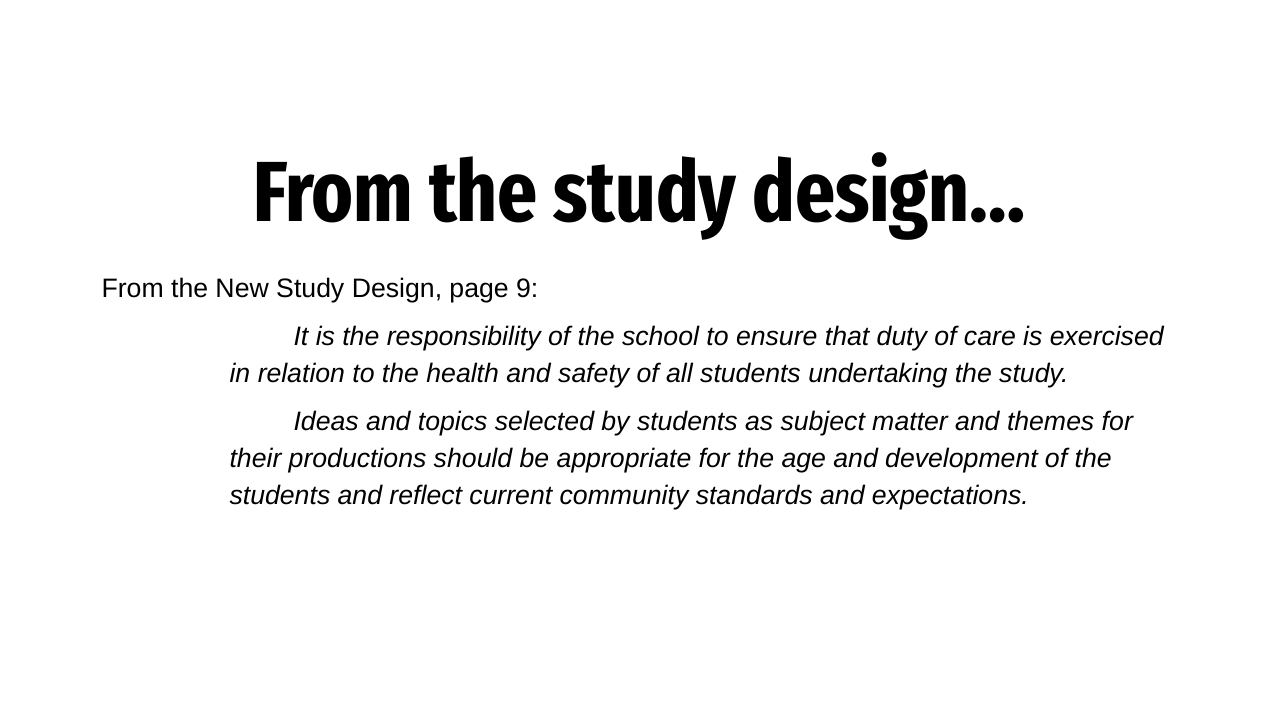 From the study design...
From the New Study Design, page 9:
It is the responsibility of the school to ensure that duty of care is exercised
in relation to the health and safety of all students undertaking the study.
Ideas and topics selected by students as subject matter and themes for
their productions should be appropriate for the age and development of the
students and reflect current community standards and expectations.